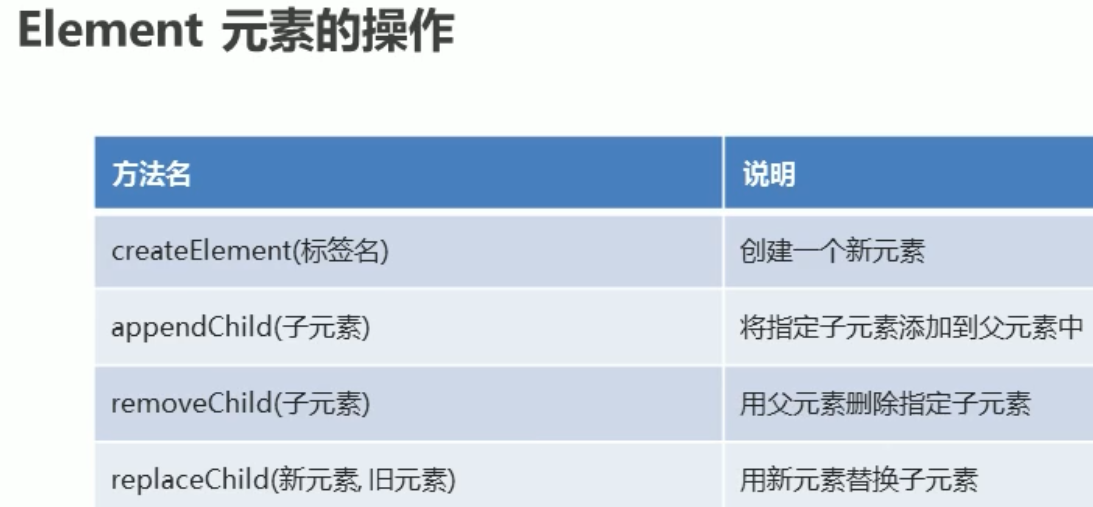 Element 元素的操作
方法名 说明
createElement(标签名) 创建一个新元素
appendChild(子元素) 将指定子元素添加到父元素中
removeChild(子元素) 用父元素删除指定子元素
replaceChild(新元素, 旧元素) 用新元素替换子元素